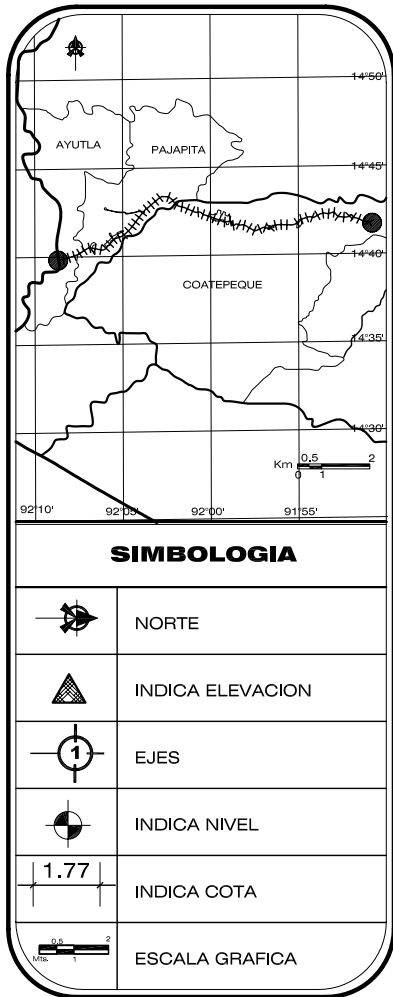 14°50'
AYUTLA PAJAPITA
14°45'
14°40'
COATEPEQUE
14°35'
14°30'
Km 0.5 2
0 1
92°10' 92°05' 92°00' 91°55'
SIMBOLOGIA
NORTE
INDICA ELEVACION
1 EJES
INDICA NIVEL
1.77
INDICA COTA
0.5 2
Mts. 1
ESCALA GRAFICA